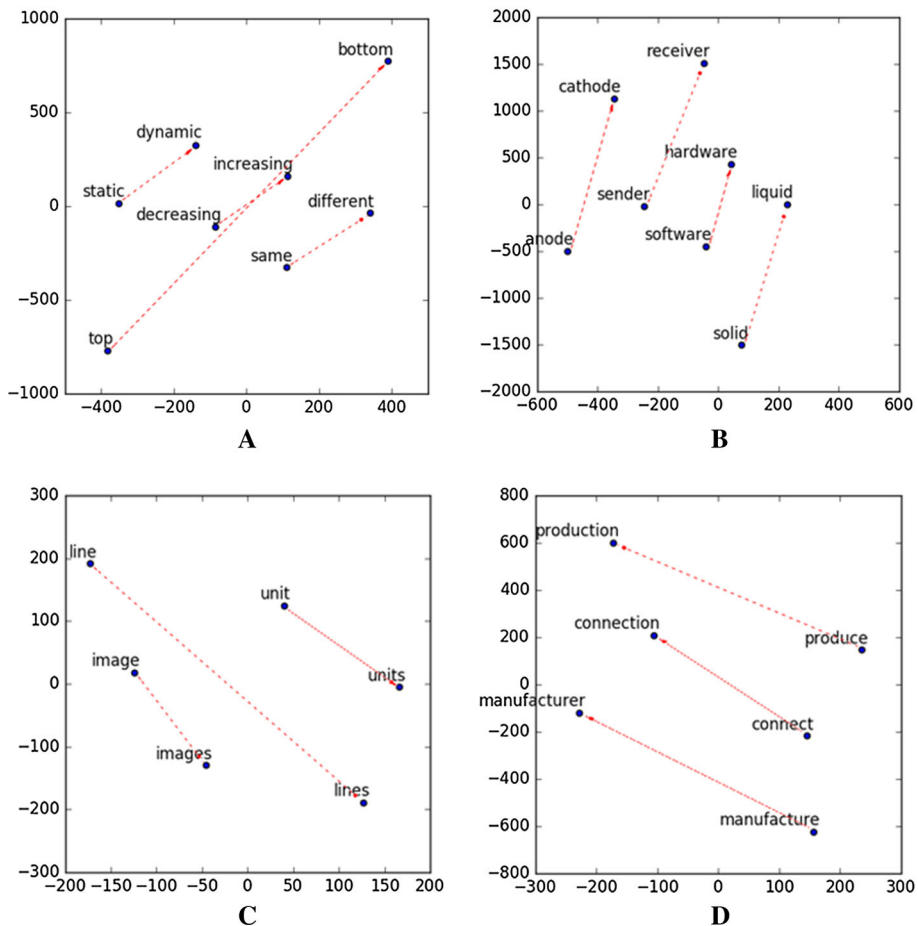 1000
bottom
500
dynamic
increasing
static
different
0
decreasing
same
−500
top
−1000
−400 −200 0 200 400
A
2000
receiver
1500
cathode
1000
hardware
500
liquid
sender
0
software
anode
−500
−1000
solid
−1500
−2000
−600 −400 −200 0 200 400 600
B
300
line
200
unit
100
image
units
0
images
−100
lines
−200
−300
−200 −150 −100 −50 0 50 100 150 200
C
800
production
600
400
connection
200
produce
0
manufacturer
connect
−200
−400
manufacture
−600
−800
−300 −200 −100 0 100 200 300
D